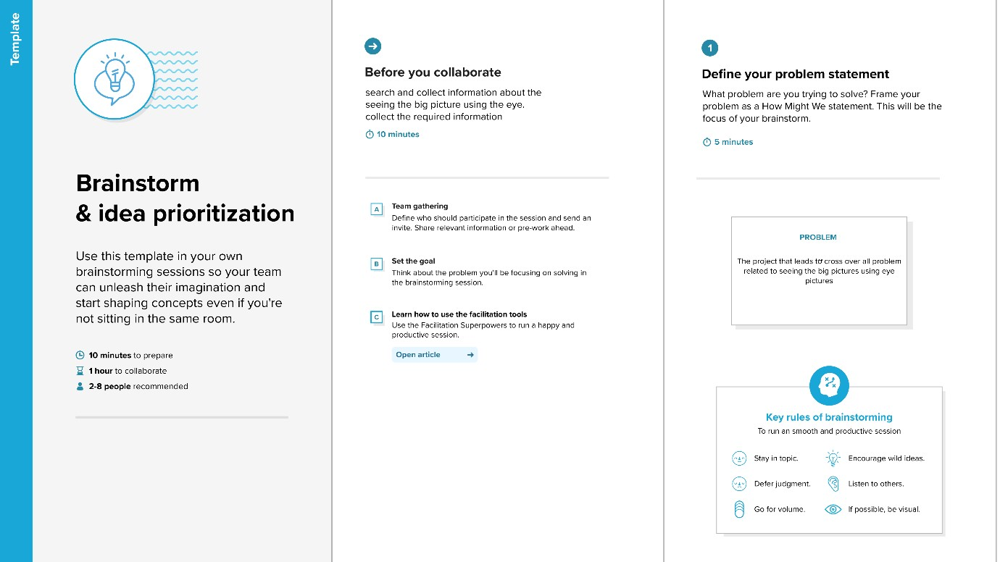 Template
Brainstorm
& idea prioritization
Use this template in your own
brainstorming sessions so your team
can unleash their imagination and
start shaping concepts even if you're
not sitting in the same room.
10 minutes to prepare
1 hour to collaborate
2-8 people recommended
Before you collaborate
search and collect information about the
seeing the big picture using the eye.
collect the required information
10 minutes
A
Team gathering
Define who should participate in the session and send an
invite. Share relevant information or pre-work ahead.
B
Set the goal
Think about the problem you'll be focusing on solving in
the brainstorming session.
C
Learn how to use the facilitation tools
Use the Facilitation Superpowers to run a happy and
productive session.
Open article
1
Define your problem statement
What problem are you trying to solve? Frame your
problem as a How Might We statement. This will be the
focus of your brainstorm.
5 minutes
PROBLEM
The project that leads to cross over all problem
related to seeing the big pictures using eye
pictures
Key rules of brainstorming
To run an smooth and productive session
Stay in topic.
Encourage wild ideas.
Defer judgment.
Listen to others.
Go for volume.
If possible, be visual.